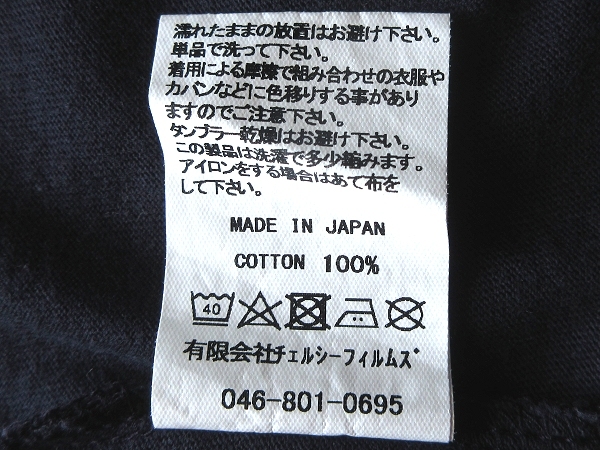 濡れたままの放置はお避け下さい。
単品で洗って下さい。
着用による摩擦で組み合わせの衣服や
カバンなどに色移りする事があり
ますのでご注意下さい。
タンブラー乾燥はお避け下さい。
この製品は洗濯で多少縮みます。
アイロンをする場合はあて布を
して下さい。
MADE IN JAPAN
COTTON 100%
40
有限会社ﾁｪﾙｼｰﾌｨﾙﾑｽﾞ
046-801-0695